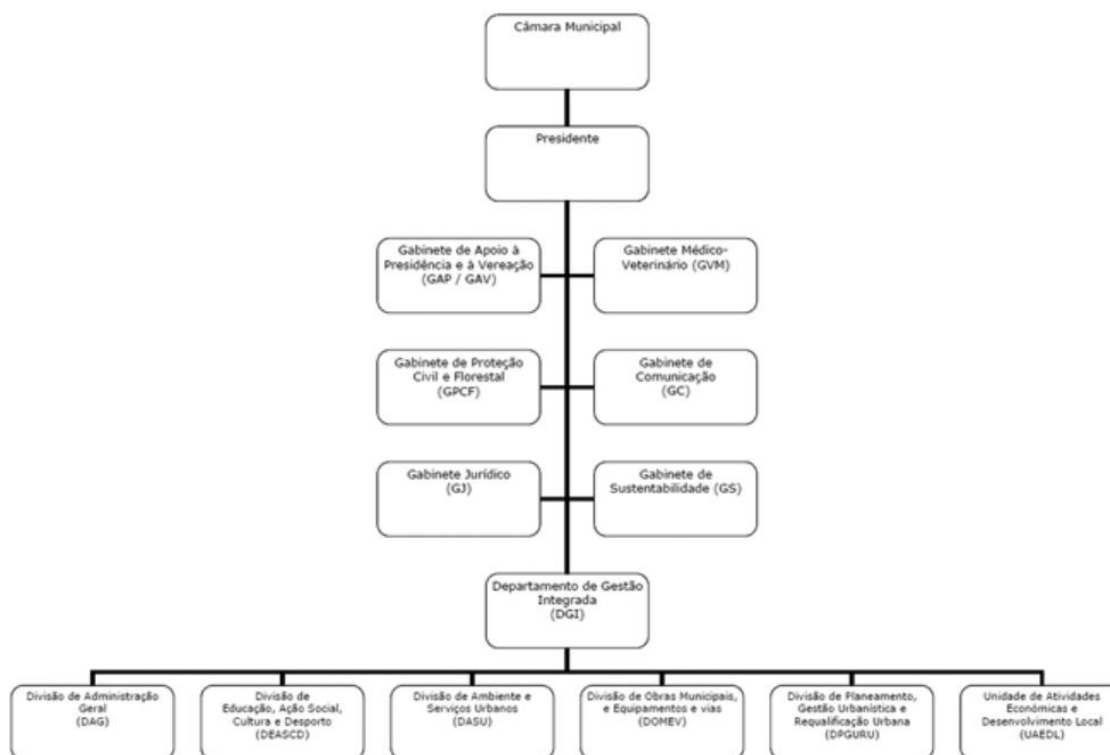 Câmara Municipal
Presidente
Gabinete de Apoio à
Presidência e à Vereação
(GAP / GAV)
Gabinete Médico-
Veterinário (GVM)
Gabinete de Proteção
Civil e Florestal
(GPCF)
Gabinete de
Comunicação
(GC)
Gabinete Jurídico
(GJ)
Gabinete de
Sustentabilidade (GS)
Departamento de Gestão
Integrada
(DGI)
Divisão de Administração
Geral
(DAG)
Divisão de
Educação, Ação Social,
Cultura e Desporto
(DEASCD)
Divisão de Ambiente e
Serviços Urbanos
(DASU)
Divisão de Obras Municipais,
e Equipamentos e vias
(DOMEV)
Divisão de Planeamento,
Gestão Urbanística e
Requalificação Urbana
(DPGURU)
Unidade de Atividades
Económicas e
Desenvolvimento Local
(UAEDL)